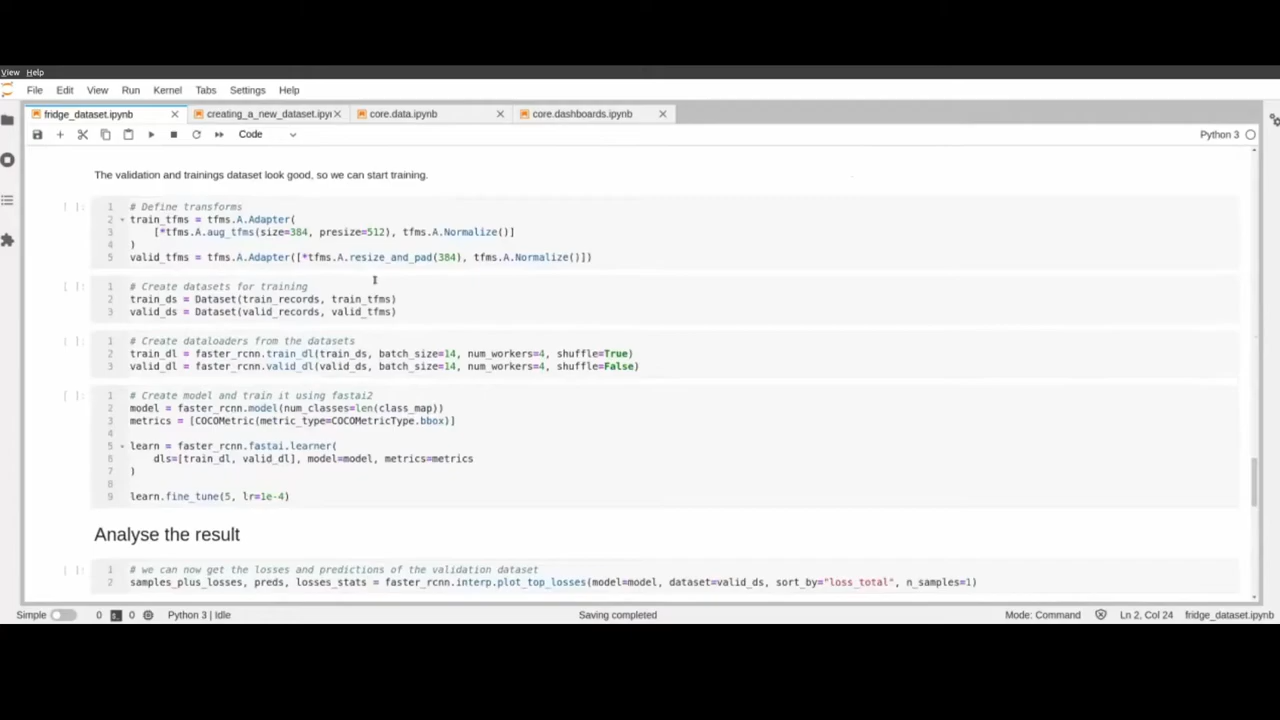 View Help
File Edit View Run Kernel Tabs Settings Help
fridge_dataset.ipynb creating_a_new_dataset.ipyı core.data.ipynb core.dashboards.ipynb
Code Python 3
The validation and trainings dataset look good, so we can start training.
[ ]: 1 # Define transforms
2 train_tfms = tfms.A.Adapter(
3 [*tfms.A.aug_tfms(size=384, presize=512), tfms.A.Normalize()]
4 )
5 valid_tfms = tfms.A.Adapter([*tfms.A.resize_and_pad(384), tfms.A.Normalize()])
[ ]: 1 # Create datasets for training
2 train_ds = Dataset(train_records, train_tfms)
3 valid_ds = Dataset(valid_records, valid_tfms)
[ ]: 1 # Create dataloaders from the datasets
2 train_dl = faster_rcnn.train_dl(train_ds, batch_size=14, num_workers=4, shuffle=True)
3 valid_dl = faster_rcnn.valid_dl(valid_ds, batch_size=14, num_workers=4, shuffle=False)
[ ]: 1 # Create model and train it using fastai2
2 model = faster_rcnn.model(num_classes=len(class_map))
3 metrics = [COCOMetric(metric_type=COCOMetricType.bbox)]
4
5 learn = faster_rcnn.fastai.learner(
6 dls=[train_dl, valid_dl], model=model, metrics=metrics
7 )
8
9 learn.fine_tune(5, lr=1e-4)
Analyse the result
[ ]: 1 # we can now get the losses and predictions of the validation dataset
2 samples_plus_losses, preds, losses_stats = faster_rcnn.interp.plot_top_losses(model=model, dataset=valid_ds, sort_by="loss_total", n_samples=1)
Simple 0 0 Python 3 | Idle Saving completed Mode: Command Ln 2, Col 24 fridge_dataset.ipynb